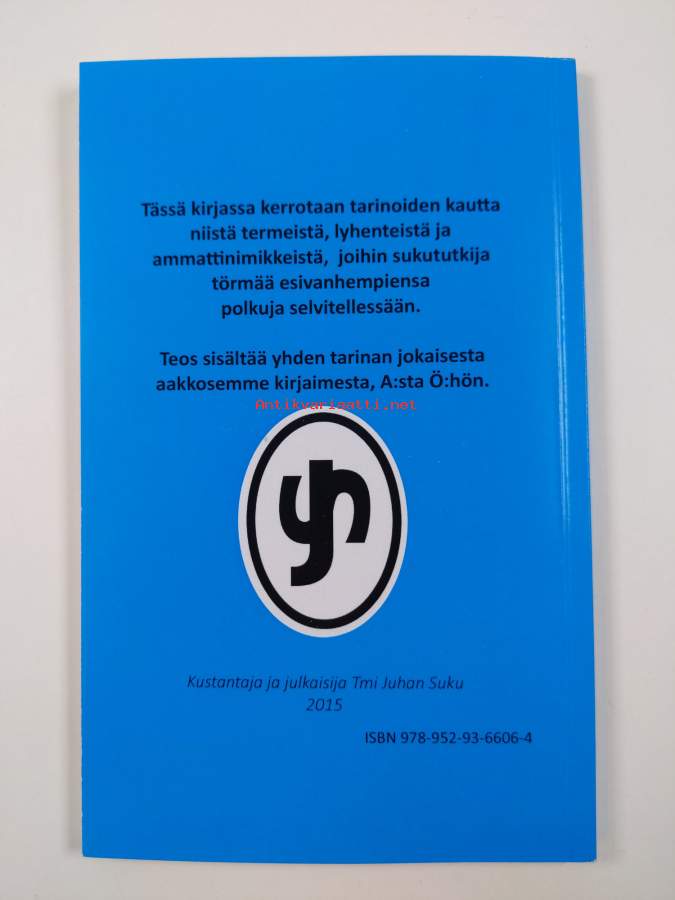 Tässä kirjassa kerrotaan tarinoiden kautta
niistä termeistä, lyhenteistä ja
ammattinimikkeistä, joihin sukututkija
törmää esivanhempiensa
polkuja selvitellessään.
Teos sisältää yhden tarinan jokaisesta
aakkosemme kirjaimesta, A:sta Ö:hön.
Antikvariaatti.net
Kustantaja ja julkaisija Tmi Juhan Suku
2015
ISBN 978-952-93-6606-4